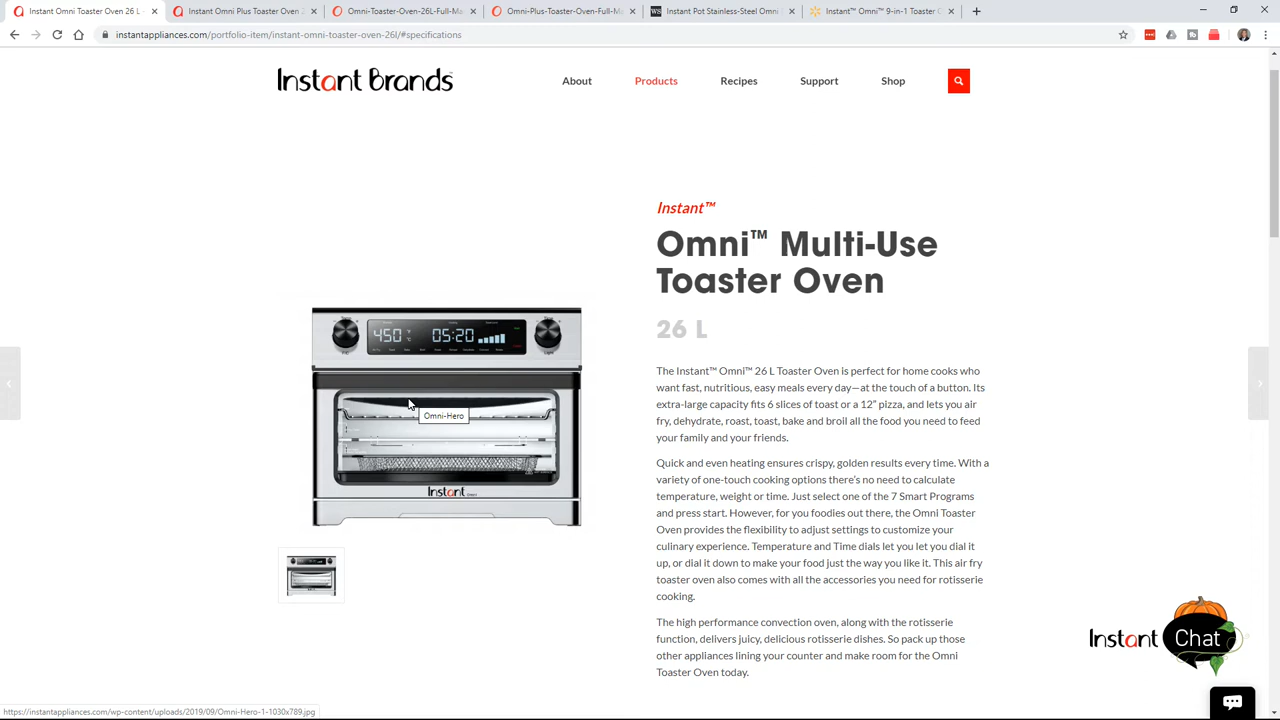 Instant Omni Toaster Oven 26 L -
Instant Omni Plus Toaster Oven 2
Omni-Toaster-Oven-26L-Full-Ma
Omni-Plus-Toaster-Oven-Full-Ma
Instant Pot Stainless-Steel Omni
Instant™ Omni™ 9-in-1 Toaster O
instantappliances.com/portfolio-item/instant-omni-toaster-oven-26l/#specifications
Instant Brands
About
Products
Recipes
Support
Shop
Instant™
Omni™ Multi-Use
Toaster Oven
26 L
The Instant™ Omni™ 26 L Toaster Oven is perfect for home cooks who
want fast, nutritious, easy meals every day—at the touch of a button. Its
extra-large capacity fits 6 slices of toast or a 12” pizza, and lets you air
fry, dehydrate, roast, toast, bake and broil all the food you need to feed
your family and your friends.
Quick and even heating ensures crispy, golden results every time. With a
variety of one-touch cooking options there’s no need to calculate
temperature, weight or time. Just select one of the 7 Smart Programs
and press start. However, for you foodies out there, the Omni Toaster
Oven provides the flexibility to adjust settings to customize your
culinary experience. Temperature and Time dials let you let you dial it
up, or dial it down to make your food just the way you like it. This air fry
toaster oven also comes with all the accessories you need for rotisserie
cooking.
The high performance convection oven, along with the rotisserie
function, delivers juicy, delicious rotisserie dishes. So pack up those
other appliances lining your counter and make room for the Omni
Toaster Oven today.
450 °F °C 05:20
Omni-Hero
Instant
Instant Chat
https://instantappliances.com/wp-content/uploads/2019/09/Omni-Hero-1-1030x789.jpg